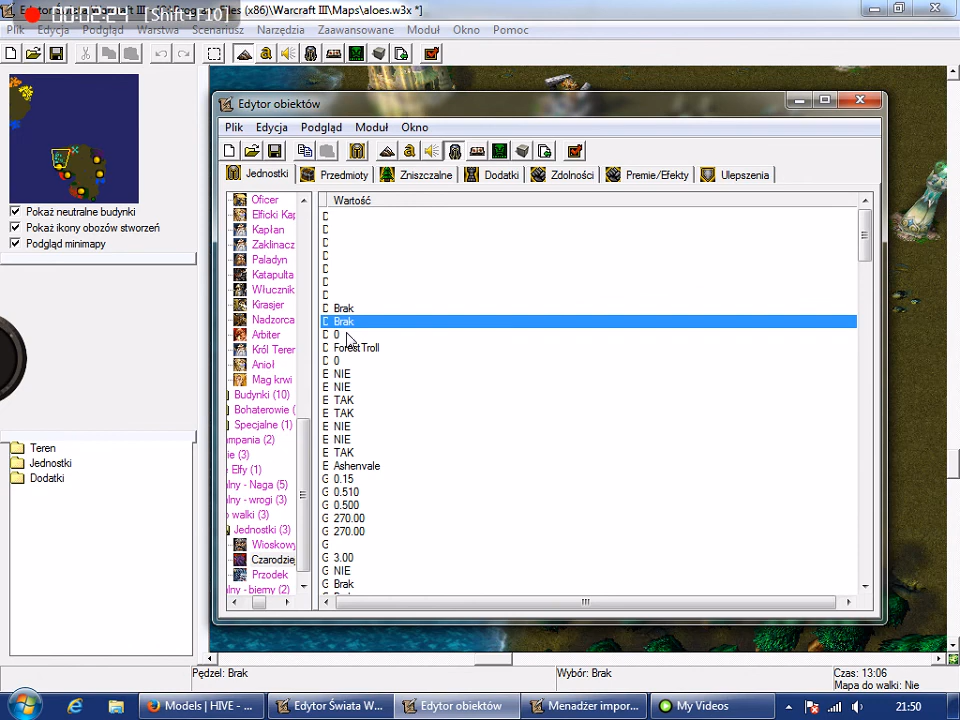 00:02:24 [Shift+F10]
Edytor Świata Warcraft III - [C:\Program Files (x86)\Warcraft III\Maps\aloes.w3x *]
Plik Edycja Podgląd Warstwa Scenariusz Narzędzia Zaawansowane Moduł Okno Pomoc
Pokaż neutralne budynki
Pokaż ikony obozów stworzeń
Podgląd minimapy
Teren
Jednostki
Dodatki
Edytor obiektów
Plik Edycja Podgląd Moduł Okno
Jednostki Przedmioty Zniszczalne Dodatki Zdolności Premie/Efekty Ulepszenia
Oficer
Elficki Kap
Kapłan
Zaklinacz
Paladyn
Katapulta
Włucznik
Kirasjer
Nadzorca
Arbiter
Król Terer
Anioł
Mag krwi
Budynki (10)
Bohaterowie (
Specjalne (1)
ampania (2)
ie (3)
Elfy (1)
alny - Naga (5)
alny - wrogi (3)
o walki (3)
Jednostki (3)
Wioskowy
Czarodzie
Przodek
alny - bierny (2)
Wartość
D
D
D
D
D
D
D
D Brak
D Brak
D 0
D ForestTroll
D 0
E NIE
E NIE
E TAK
E TAK
E NIE
E NIE
E TAK
E Ashenvale
G 0.15
G 0.510
G 0.500
G 270.00
G 270.00
G
G 3.00
G NIE
G Brak
Pędzel: Brak
Wybór: Brak
Czas: 13:06
Mapa do walki: Nie
Models | HIVE - ...
Edytor Świata W...
Edytor obiektów
Menadżer impor...
My Videos
21:50